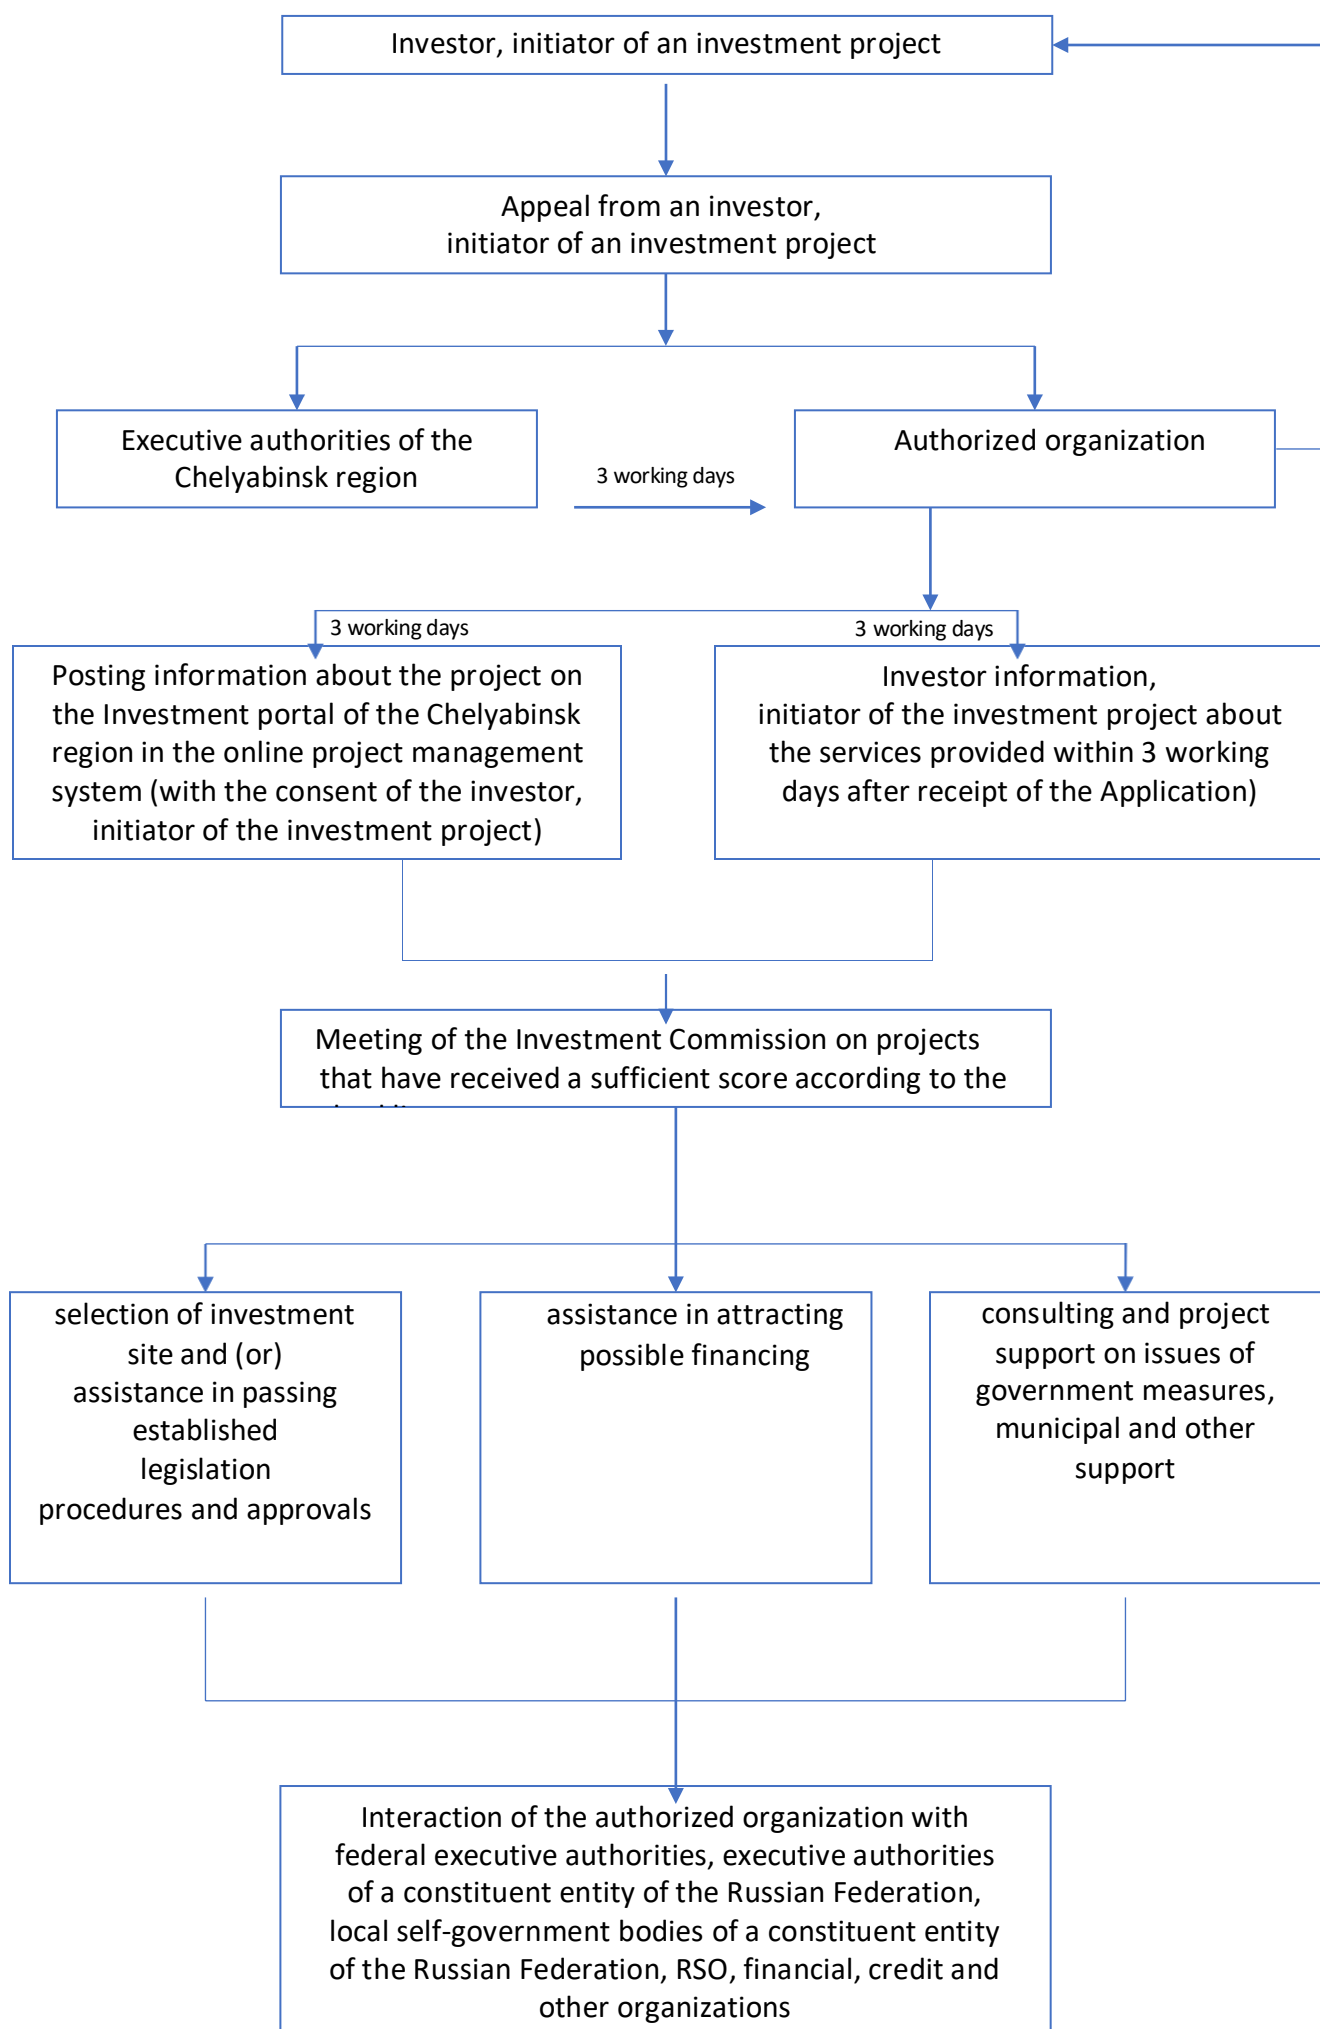 Investor, initiator of an investment project
Appeal from an investor,
initiator of an investment project
Executive authorities of the
Chelyabinsk region
3 working days
Authorized organization
3 working days
3 working days
Posting information about the project on
the Investment portal of the Chelyabinsk
region in the online project management
system (with the consent of the investor,
initiator of the investment project)
Investor information,
initiator of the investment project about
the services provided within 3 working
days after receipt of the Application)
Meeting of the Investment Commission on projects
that have received a sufficient score according to the
selection of investment
site and (or)
assistance in passing
established
legislation
procedures and approvals
assistance in attracting
possible financing
consulting and project
support on issues of
government measures,
municipal and other
support
Interaction of the authorized organization with
federal executive authorities, executive authorities
of a constituent entity of the Russian Federation,
local self-government bodies of a constituent entity
of the Russian Federation, RSO, financial, credit and
other organizations